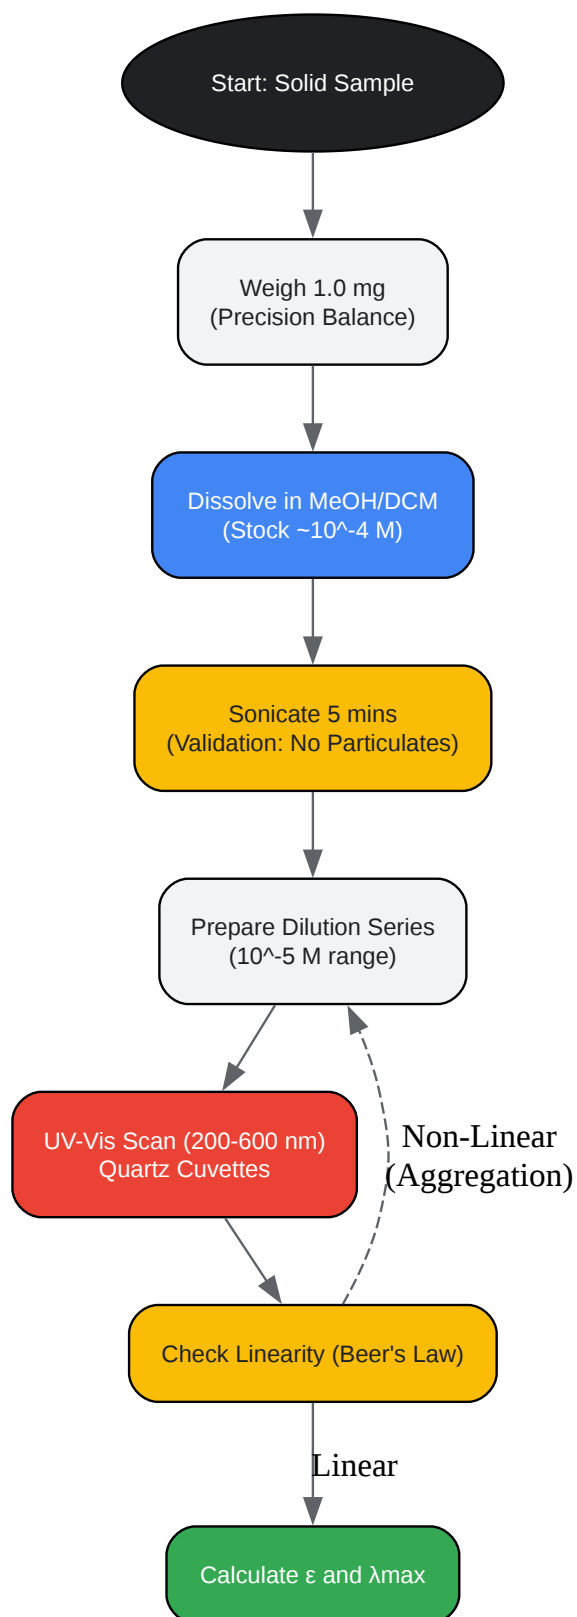 Start: Solid Sample
Weigh 1.0 mg
(Precision Balance)
Dissolve in MeOH/DCM
(Stock ~10^-4 M)
Sonicate 5 mins
(Validation: No Particulates)
Prepare Dilution Series
(10^-5 M range)
UV-Vis Scan (200-600 nm)
Quartz Cuvettes
Non-Linear
(Aggregation)
Check Linearity (Beer's Law)
Linear
Calculate ε and λmax